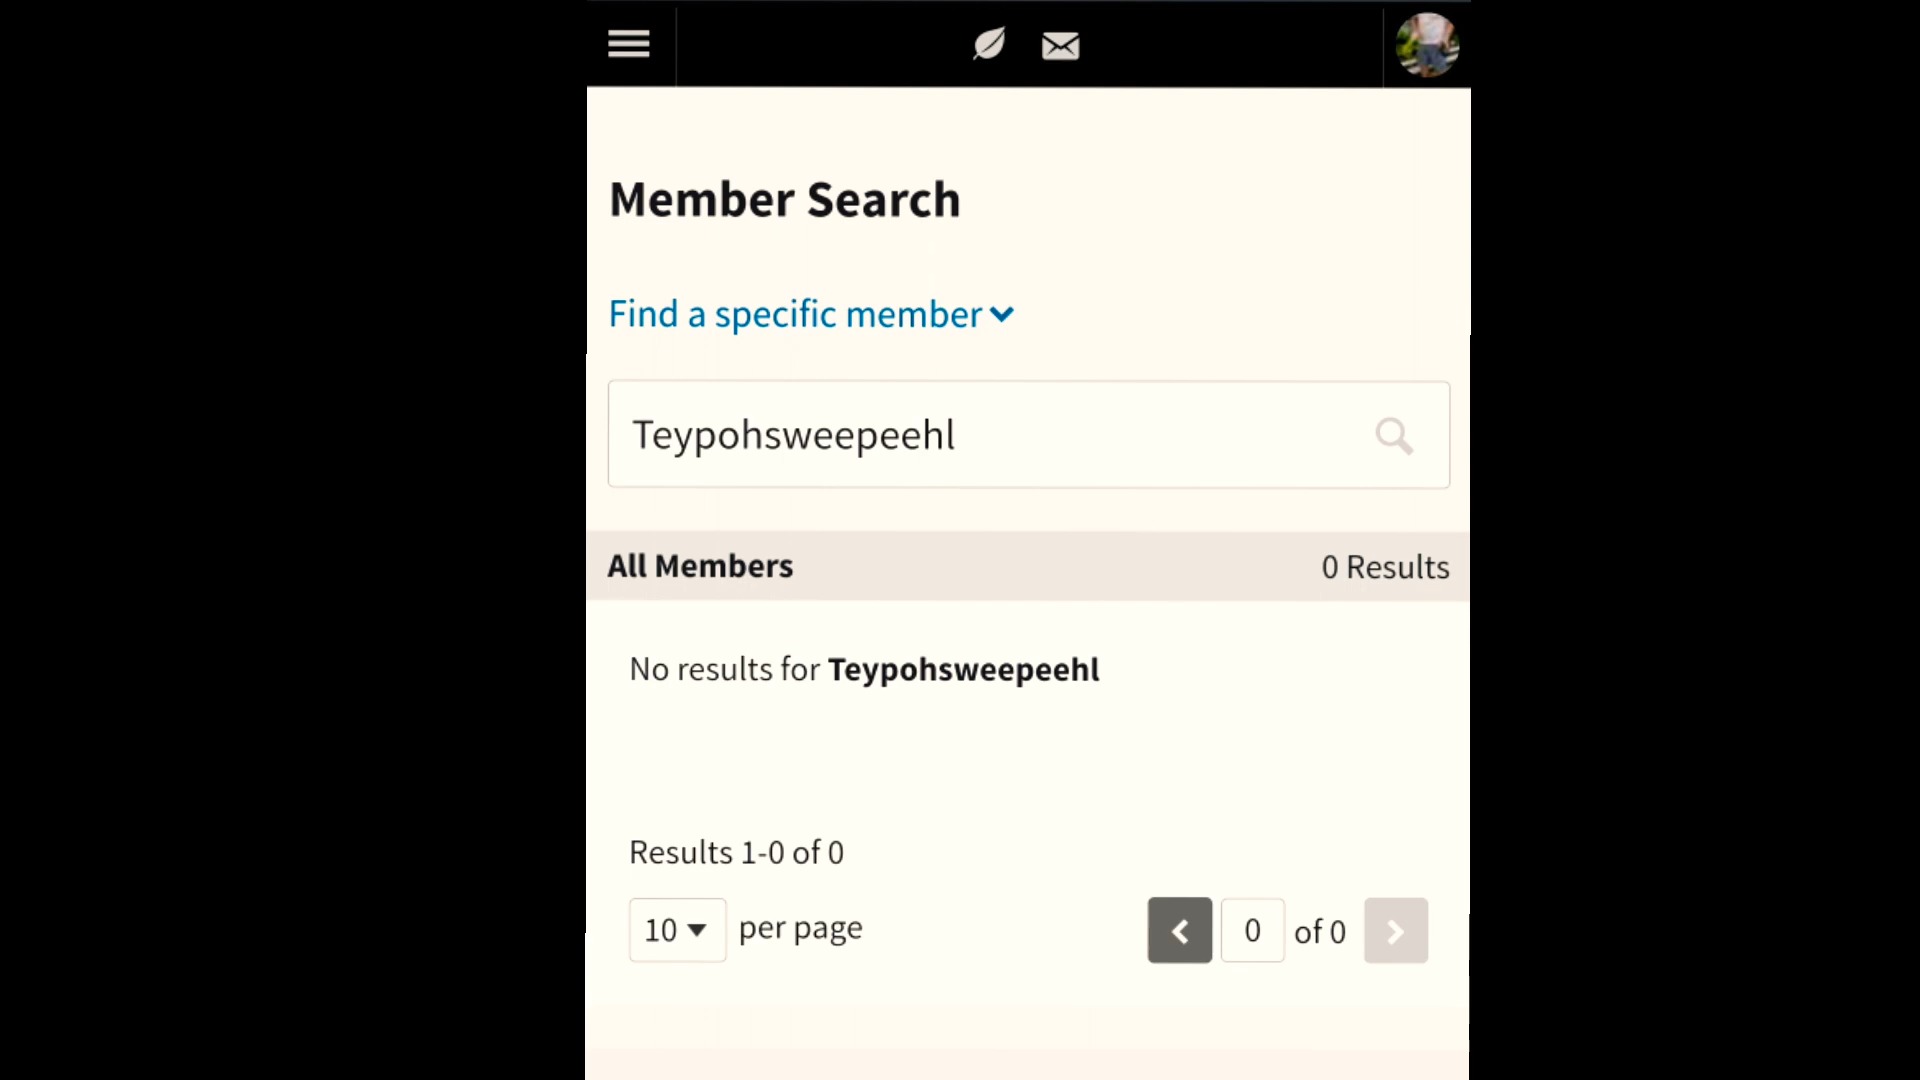 Member Search
Find a specific member
Teypohsweepeehl
All Members 0 Results
No results for Teypohsweepeehl
Results 1-0 of 0
10 per page 0 of 0